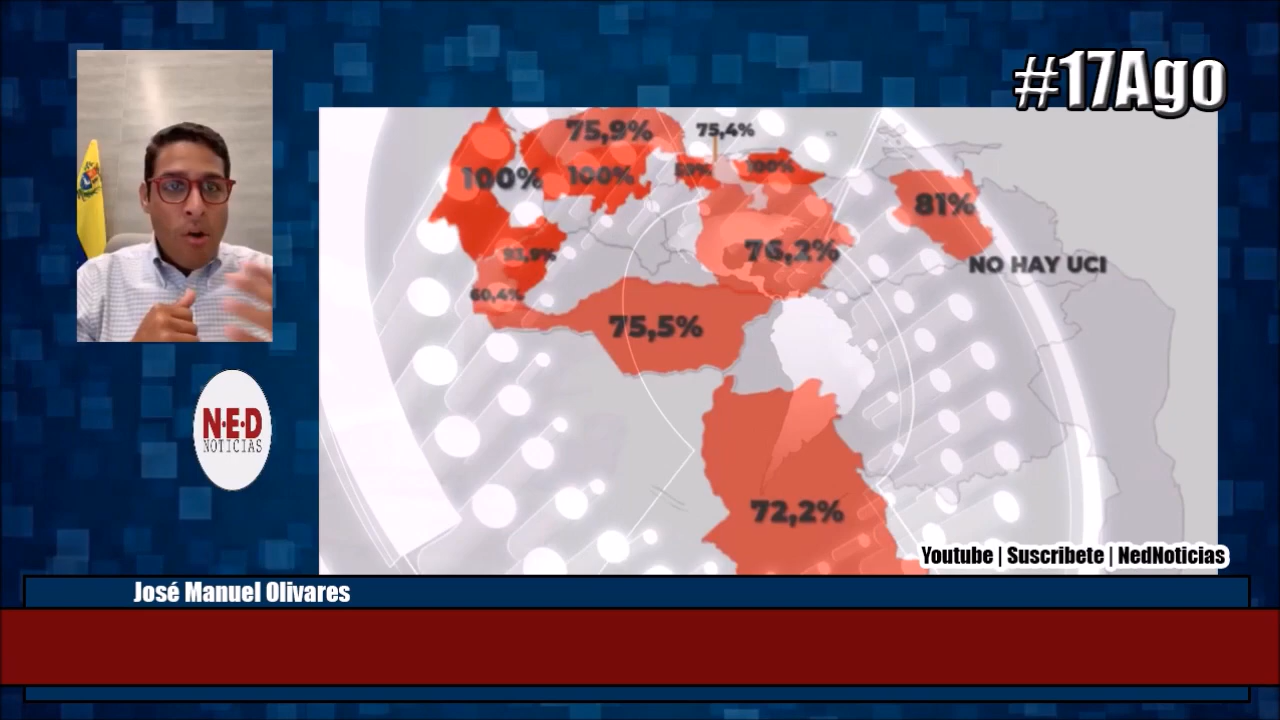 #17Ago
75,9%
75,4%
100%
100%
100%
81%
93,9%
76,2%
NO HAY UCI
60,4%
75,5%
N·E·D
NOTICIAS
72,2%
Youtube | Suscribete | NedNoticias
José Manuel Olivares